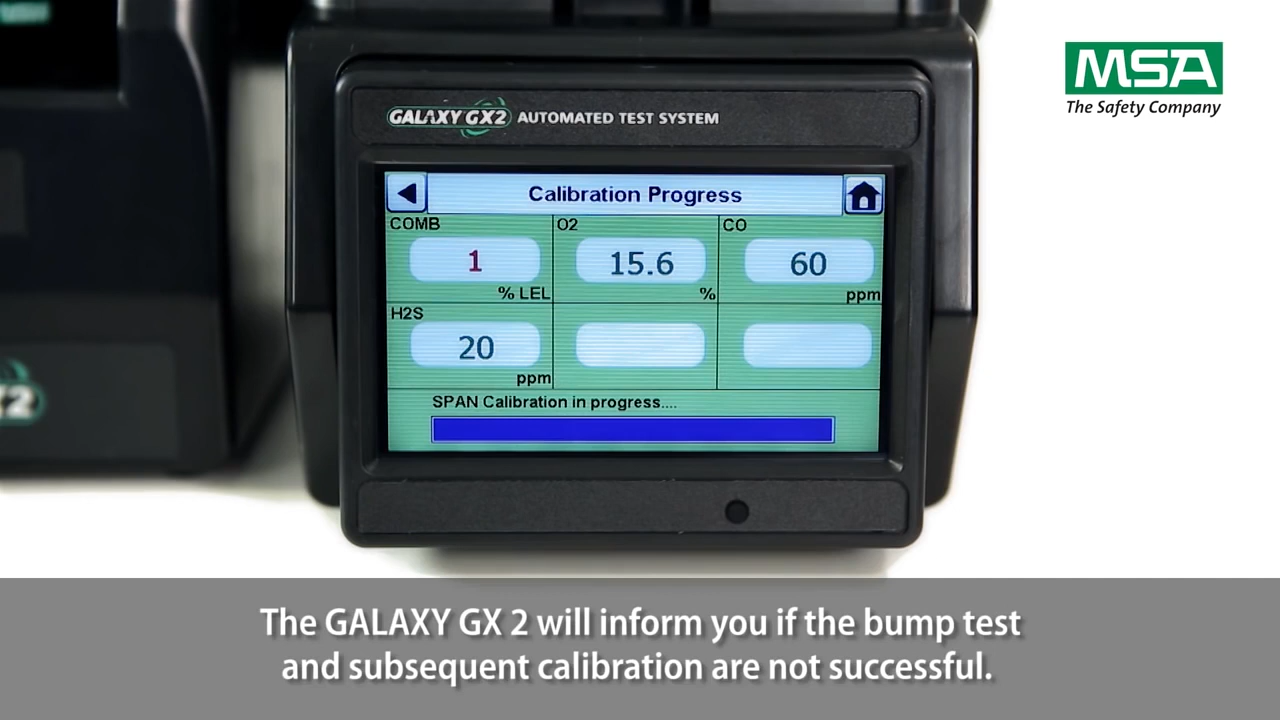 MSA
The Safety Company
GALAXY GX2 AUTOMATED TEST SYSTEM
Calibration Progress
COMB
O2
CO
1
15.6
60
% LEL
%
ppm
H2S
20
ppm
SPAN Calibration in progress....
X2
The GALAXY GX 2 will inform you if the bump test
and subsequent calibration are not successful.